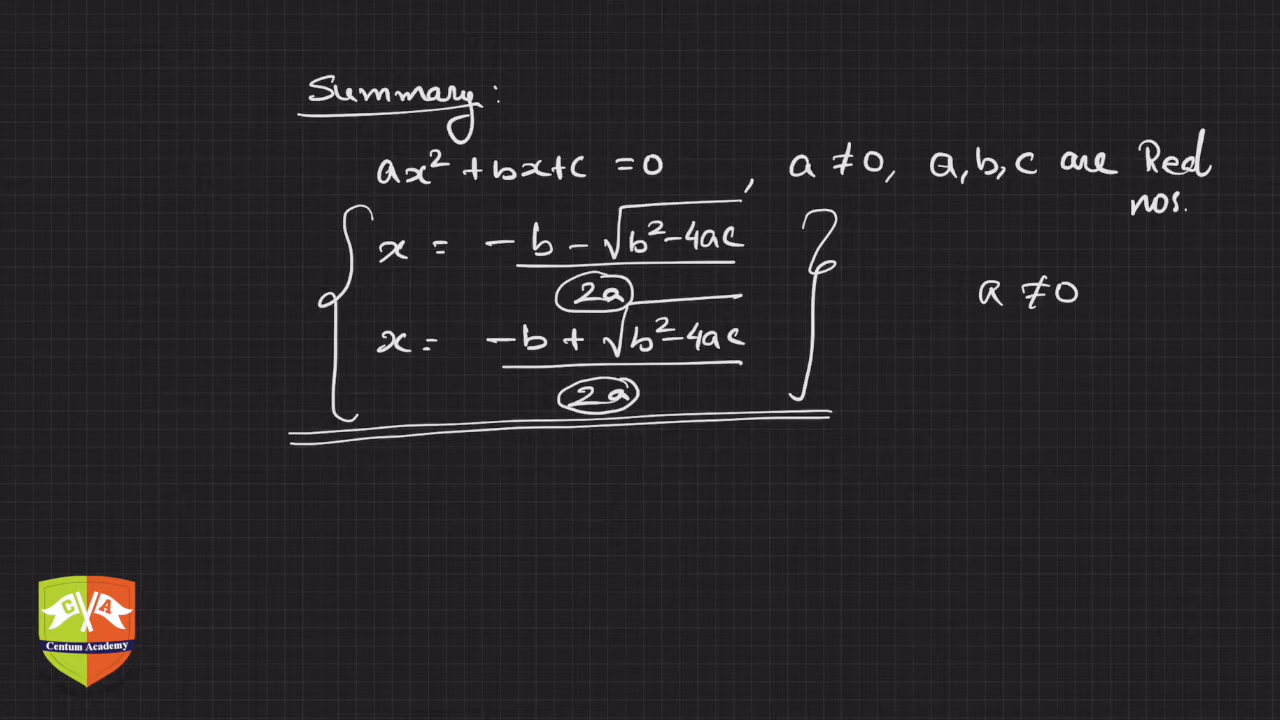 Summary:
ax² + bx + c = 0 , a ≠ 0, a, b, c are Real
nos.
x = -b - √(b² - 4ac)
2a
a ≠ 0
x = -b + √(b² - 4ac)
2a
C A
Centum Academy